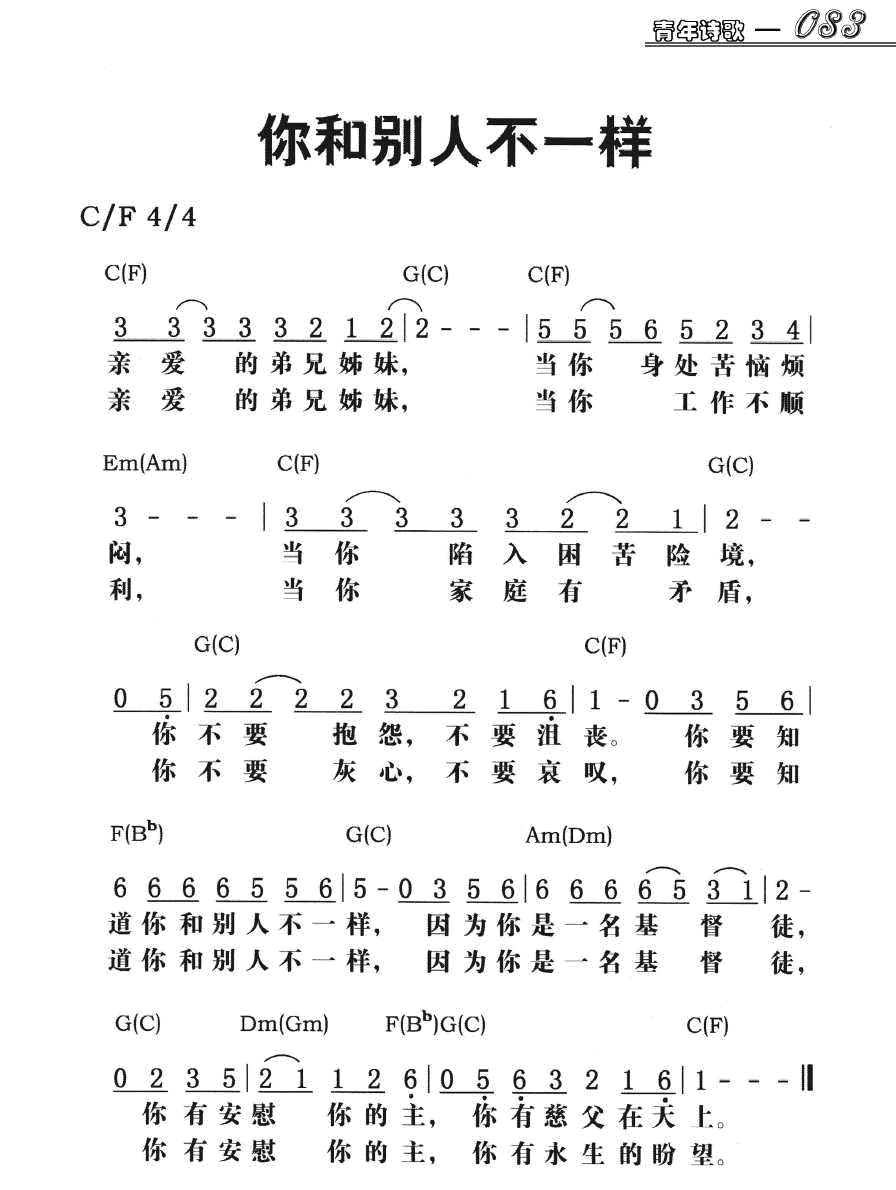 青年诗歌 — 083
你和别人不一样
C/F 4/4
C(F) G(C) C(F)
3 3 3 3 3 2 1 2 | 2 - - - | 5 5 5 6 5 2 3 4 |
亲 爱 的 弟 兄 姊 妹， 当 你 身 处 苦 恼 烦
亲 爱 的 弟 兄 姊 妹， 当 你 工 作 不 顺
Em(Am) C(F) G(C)
3 - - - | 3 3 3 3 3 2 2 1 | 2 - -
闷， 当 你 陷 入 困 苦 险 境，
利， 当 你 家 庭 有 矛 盾，
G(C) C(F)
0 5̣ | 2 2 2 2 3 2 1 6̣ | 1 - 0 3 5 6 |
你 不 要 抱 怨， 不 要 沮 丧。 你 要 知
你 不 要 灰 心， 不 要 哀 叹， 你 要 知
F(B♭) G(C) Am(Dm)
6 6 6 6 5 5 6 | 5 - 0 3 5 6 | 6 6 6 6 5 3 1 | 2 -
道 你 和 别 人 不 一 样， 因 为 你 是 一 名 基 督 徒，
道 你 和 别 人 不 一 样， 因 为 你 是 一 名 基 督 徒，
G(C) Dm(Gm) F(B♭)G(C) C(F)
0 2 3 5 | 2 1 1 2 6̣ | 0 5̣ 6̣ 3 2 1 6̣ | 1 - - - ‖
你 有 安 慰 你 的 主， 你 有 慈 父 在 天 上。
你 有 安 慰 你 的 主， 你 有 永 生 的 盼 望。